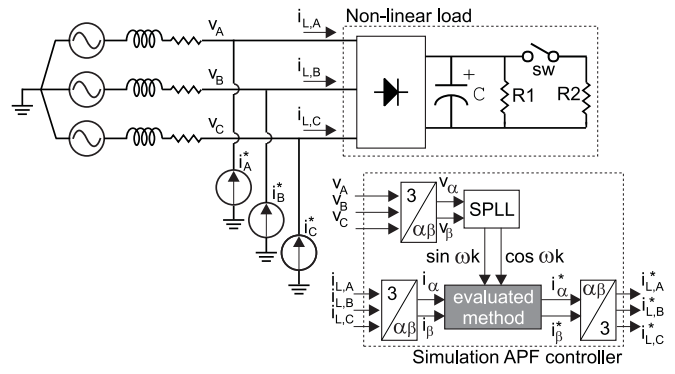 Non-linear load
v_A
i_L,A
v_B
i_L,B
v_C
i_L,C
+
C
R1
sw
R2
i*_A
i*_B
i*_C
v_A
v_B
v_C
3
αβ
v_α
v_β
SPLL
sin ωk
cos ωk
i_L,A
i_L,B
i_L,C
3
αβ
i_α
i_β
evaluated
method
i*_α
i*_β
αβ
3
i*_L,A
i*_L,B
i*_L,C
Simulation APF controller